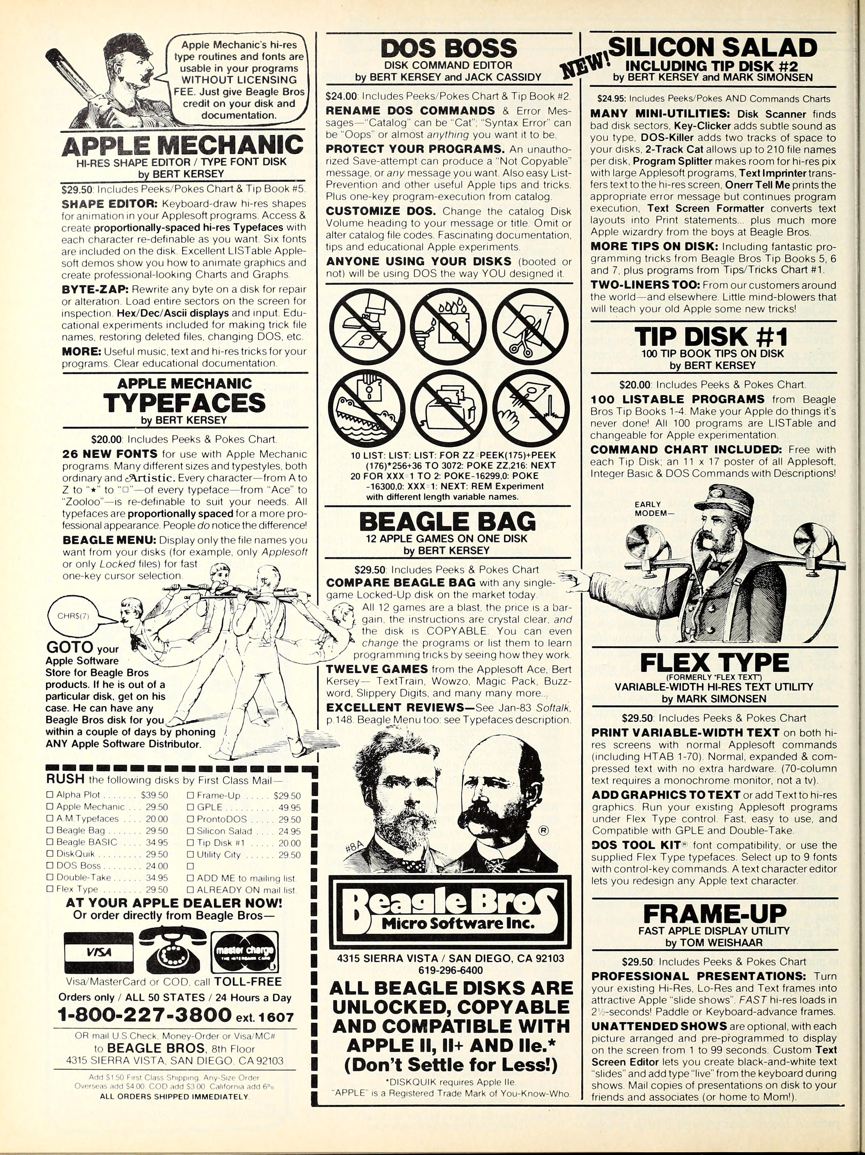 Apple Mechanic's hi-res
type routines and fonts are
usable in your programs
WITHOUT LICENSING
FEE. Just give Beagle Bros
credit on your disk and
documentation.
APPLE MECHANIC
HI-RES SHAPE EDITOR / TYPE FONT DISK
by BERT KERSEY
$29.50: Includes Peeks/Pokes Chart & Tip Book #5.
SHAPE EDITOR: Keyboard-draw hi-res shapes
for animation in your Applesoft programs. Access &
create proportionally-spaced hi-res Typefaces with
each character re-definable as you want. Six fonts
are included on the disk. Excellent LISTable Apple-
soft demos show you how to animate graphics and
create professional-looking Charts and Graphs.
BYTE-ZAP: Rewrite any byte on a disk for repair
or alteration. Load entire sectors on the screen for
inspection. Hex/Dec/Ascii displays and input. Edu-
cational experiments included for making trick file
names, restoring deleted files, changing DOS, etc.
MORE: Useful music, text and hi-res tricks for your
programs. Clear educational documentation.
APPLE MECHANIC
TYPEFACES
by BERT KERSEY
$20.00: Includes Peeks & Pokes Chart.
26 NEW FONTS for use with Apple Mechanic
programs. Many different sizes and typestyles, both
ordinary and Artistic. Every character—from A to
Z to "★" to "□"—of every typeface—from "Ace" to
"Zooloo"—is re-definable to suit your needs. All
typefaces are proportionally spaced for a more pro-
fessional appearance. People do notice the difference!
BEAGLE MENU: Display only the file names you
want from your disks (for example, only Applesoft
or only Locked files) for fast
one-key cursor selection.
CHR$(7)
GOTO your
Apple Software
Store for Beagle Bros
products. If he is out of a
particular disk, get on his
case. He can have any
Beagle Bros disk for you
within a couple of days by phoning
ANY Apple Software Distributor.
RUSH the following disks by First Class Mail—
□ Alpha Plot ....... $39.50
□ Apple Mechanic ... 29.50
□ A.M.Typefaces .... 20.00
□ Beagle Bag ....... 29.50
□ Beagle BASIC ..... 34.95
□ DiskQuik ......... 29.50
□ DOS Boss ......... 24.00
□ Double-Take ...... 34.95
□ Flex Type ........ 29.50
□ Frame-Up ..... $29.50
□ GPLE .......... 49.95
□ ProntoDOS ..... 29.50
□ Silicon Salad .. 24.95
□ Tip Disk #1 .... 20.00
□ Utility City .... 29.50
□
□ ADD ME to mailing list.
□ ALREADY ON mail list.
AT YOUR APPLE DEALER NOW!
Or order directly from Beagle Bros—
VISA
master charge
THE INTERBANK CARD
Visa/MasterCard or COD, call TOLL-FREE
Orders only / ALL 50 STATES / 24 Hours a Day
1-800-227-3800 ext. 1607
OR mail U.S.Check, Money-Order or Visa/MC#
to BEAGLE BROS, 8th Floor
4315 SIERRA VISTA, SAN DIEGO, CA 92103
Add $1.50 First Class Shipping, Any-Size Order.
Overseas add $4.00. COD add $3.00. California add 6%.
ALL ORDERS SHIPPED IMMEDIATELY.
DOS BOSS
DISK COMMAND EDITOR
by BERT KERSEY and JACK CASSIDY
$24.00: Includes Peeks/Pokes Chart & Tip Book #2.
RENAME DOS COMMANDS & Error Mes-
sages—"Catalog" can be "Cat"; "Syntax Error" can
be "Oops" or almost anything you want it to be.
PROTECT YOUR PROGRAMS. An unautho-
rized Save-attempt can produce a "Not Copyable"
message, or any message you want. Also easy List-
Prevention and other useful Apple tips and tricks.
Plus one-key program-execution from catalog.
CUSTOMIZE DOS. Change the catalog Disk
Volume heading to your message or title. Omit or
alter catalog file codes. Fascinating documentation,
tips and educational Apple experiments.
ANYONE USING YOUR DISKS (booted or
not) will be using DOS the way YOU designed it.
10 LIST: LIST: LIST: FOR ZZ=PEEK(175)+PEEK
(176)*256+36 TO 3072: POKE ZZ,216: NEXT
20 FOR XXX=1 TO 2: POKE-16299,0: POKE
-16300,0: XXX=1: NEXT: REM Experiment
with different length variable names.
BEAGLE BAG
12 APPLE GAMES ON ONE DISK
by BERT KERSEY
$29.50: Includes Peeks & Pokes Chart
COMPARE BEAGLE BAG with any single-
game Locked-Up disk on the market today.
All 12 games are a blast, the price is a bar-
gain, the instructions are crystal clear, and
the disk is COPYABLE. You can even
change the programs or list them to learn
programming tricks by seeing how they work.
TWELVE GAMES from the Applesoft Ace, Bert
Kersey— TextTrain, Wowzo, Magic Pack, Buzz-
word, Slippery Digits, and many many more...
EXCELLENT REVIEWS—See Jan-83 Softalk,
p.148. Beagle Menu too: see Typefaces description.
#8A
®
Beagle Bros
Micro Software Inc.
4315 SIERRA VISTA / SAN DIEGO, CA 92103
619-296-6400
ALL BEAGLE DISKS ARE
UNLOCKED, COPYABLE
AND COMPATIBLE WITH
APPLE II, II+ AND IIe.*
(Don't Settle for Less!)
*DISKQUIK requires Apple IIe.
"APPLE" is a Registered Trade Mark of You-Know-Who.
NEW!
SILICON SALAD
INCLUDING TIP DISK #2
by BERT KERSEY and MARK SIMONSEN
$24.95: Includes Peeks/Pokes AND Commands Charts
MANY MINI-UTILITIES: Disk Scanner finds
bad disk sectors, Key-Clicker adds subtle sound as
you type, DOS-Killer adds two tracks of space to
your disks, 2-Track Cat allows up to 210 file names
per disk, Program Splitter makes room for hi-res pix
with large Applesoft programs, Text Imprinter trans-
fers text to the hi-res screen, Onerr Tell Me prints the
appropriate error message but continues program
execution, Text Screen Formatter converts text
layouts into Print statements... plus much more
Apple wizardry from the boys at Beagle Bros.
MORE TIPS ON DISK: Including fantastic pro-
gramming tricks from Beagle Bros Tip Books 5, 6
and 7, plus programs from Tips/Tricks Chart #1.
TWO-LINERS TOO: From our customers around
the world—and elsewhere. Little mind-blowers that
will teach your old Apple some new tricks!
TIP DISK #1
100 TIP BOOK TIPS ON DISK
by BERT KERSEY
$20.00: Includes Peeks & Pokes Chart.
100 LISTABLE PROGRAMS from Beagle
Bros Tip Books 1-4. Make your Apple do things it's
never done! All 100 programs are LISTable and
changeable for Apple experimentation.
COMMAND CHART INCLUDED: Free with
each Tip Disk; an 11 x 17 poster of all Applesoft,
Integer Basic & DOS Commands with Descriptions!
EARLY
MODEM—
FLEX TYPE
(FORMERLY "FLEX TEXT")
VARIABLE-WIDTH HI-RES TEXT UTILITY
by MARK SIMONSEN
$29.50: Includes Peeks & Pokes Chart
PRINT VARIABLE-WIDTH TEXT on both hi-
res screens with normal Applesoft commands
(including HTAB 1-70). Normal, expanded & com-
pressed text with no extra hardware. (70-column
text requires a monochrome monitor, not a tv).
ADD GRAPHICS TO TEXT or add Text to hi-res
graphics. Run your existing Applesoft programs
under Flex Type control. Fast, easy to use, and
Compatible with GPLE and Double-Take.
DOS TOOL KIT® font compatibility, or use the
supplied Flex Type typefaces. Select up to 9 fonts
with control-key commands. A text character editor
lets you redesign any Apple text character.
FRAME-UP
FAST APPLE DISPLAY UTILITY
by TOM WEISHAAR
$29.50: Includes Peeks & Pokes Chart
PROFESSIONAL PRESENTATIONS: Turn
your existing Hi-Res, Lo-Res and Text frames into
attractive Apple "slide shows". FAST hi-res loads in
2½-seconds! Paddle or Keyboard-advance frames.
UNATTENDED SHOWS are optional, with each
picture arranged and pre-programmed to display
on the screen from 1 to 99 seconds. Custom Text
Screen Editor lets you create black-and-white text
"slides" and add type "live" from the keyboard during
shows. Mail copies of presentations on disk to your
friends and associates (or home to Mom!).